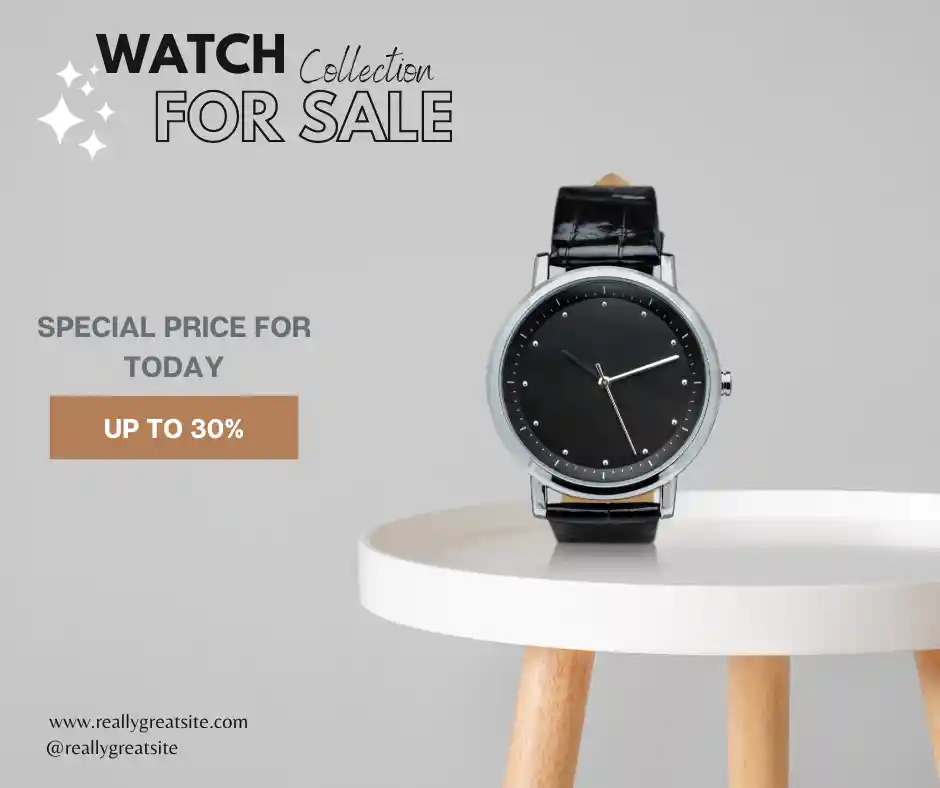 WATCH Collection
FOR SALE
SPECIAL PRICE FOR
TODAY
UP TO 30%
www.reallygreatsite.com
@reallygreatsite